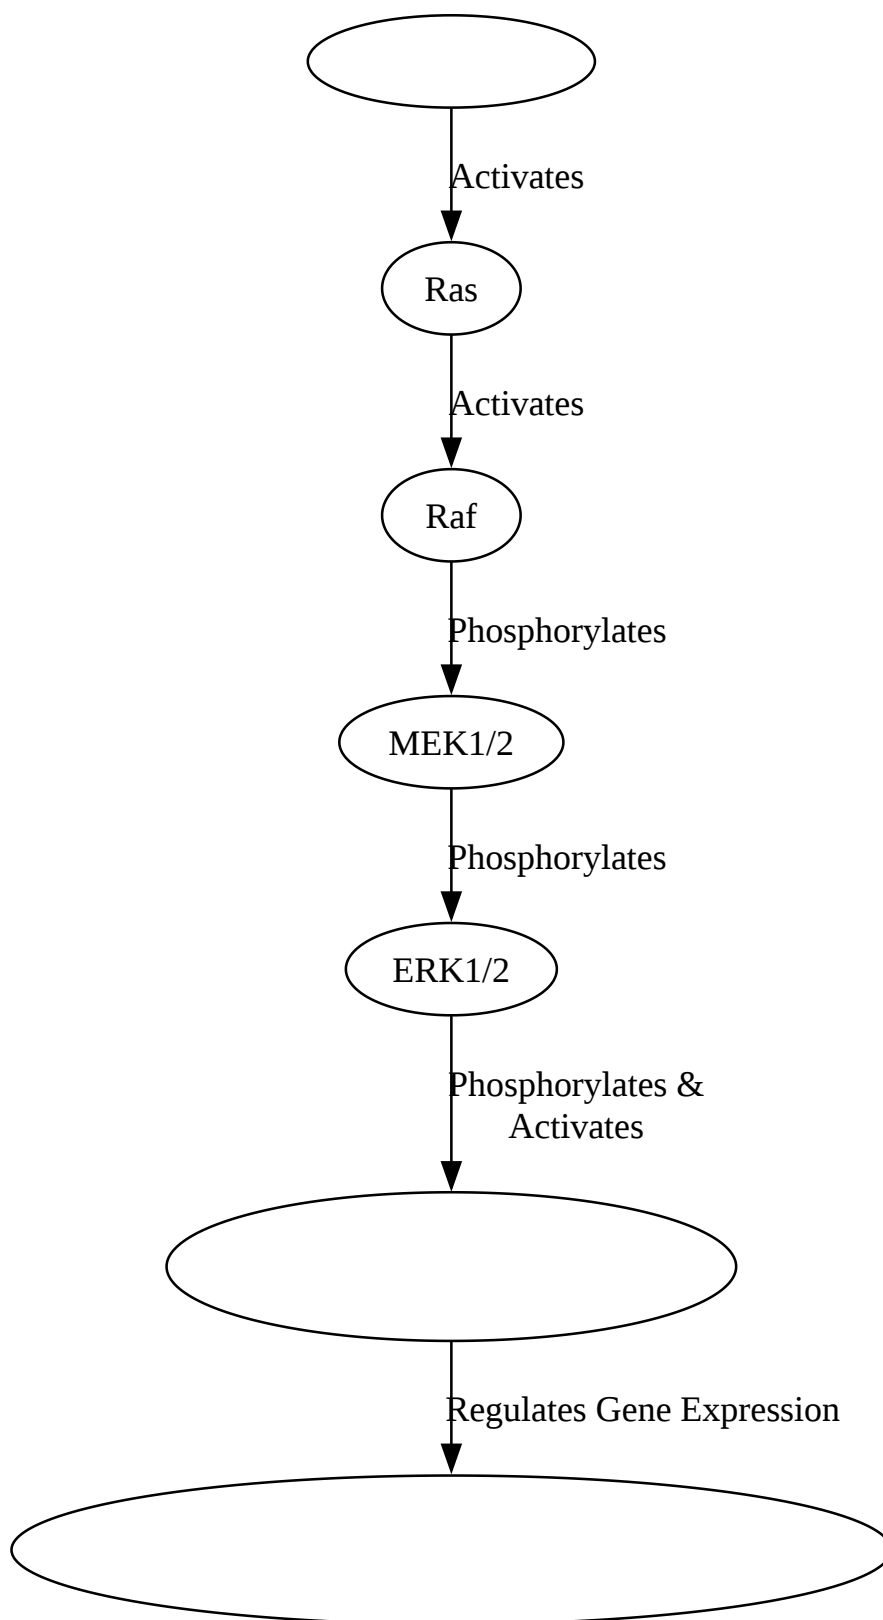 Activates
Ras
Activates
Raf
Phosphorylates
MEK1/2
Phosphorylates
ERK1/2
Phosphorylates &
Activates
Regulates Gene Expression